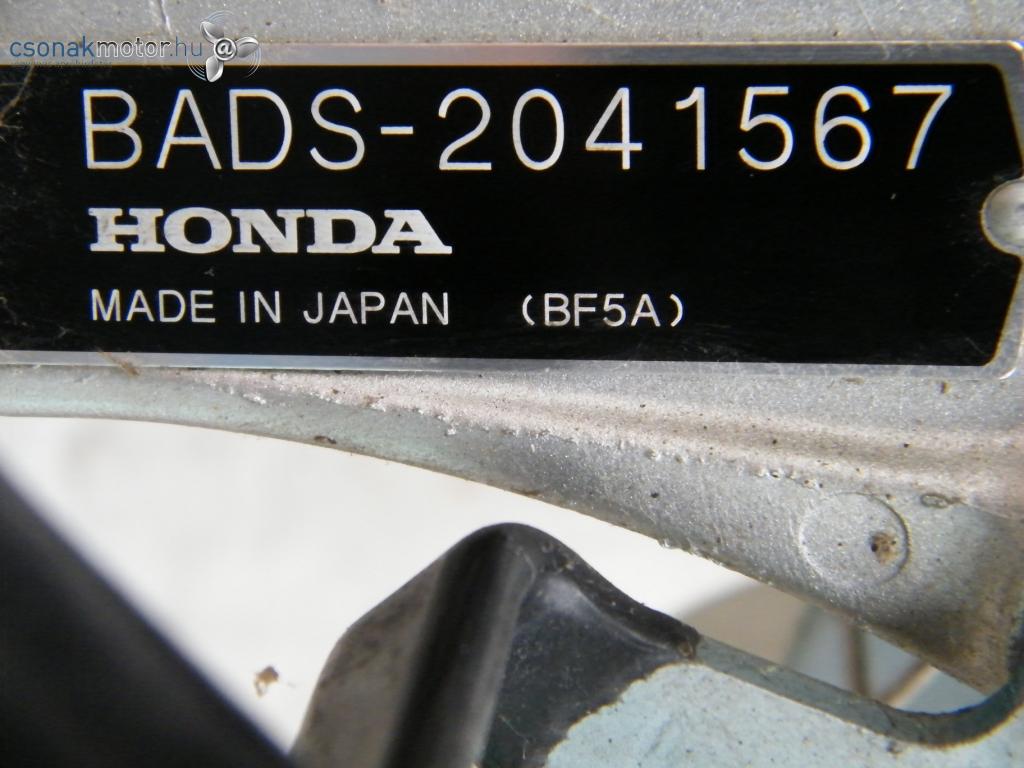 csonakmotor.hu
BADS-2041567
HONDA
MADE IN JAPAN (BF5A)